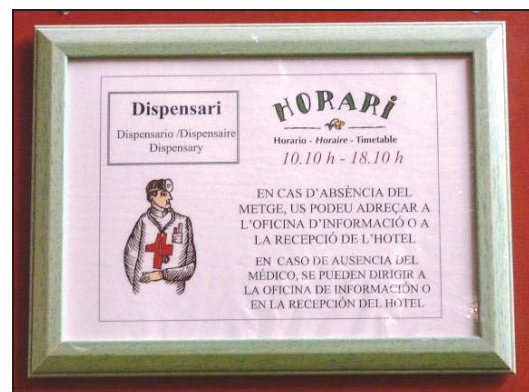 Dispensari
Dispensario /Dispensaire
Dispensary
HORARi
Horario - Horaire - Timetable
10.10 h - 18.10 h
EN CAS D'ABSÈNCIA DEL
METGE, US PODEU ADREÇAR A
L'OFICINA D'INFORMACIÓ O A
LA RECEPCIÓ DE L'HOTEL
EN CASO DE AUSENCIA DEL
MÉDICO, SE PUEDEN DIRIGIR A
LA OFICINA DE INFORMACIÓN O
EN LA RECEPCIÓN DEL HOTEL